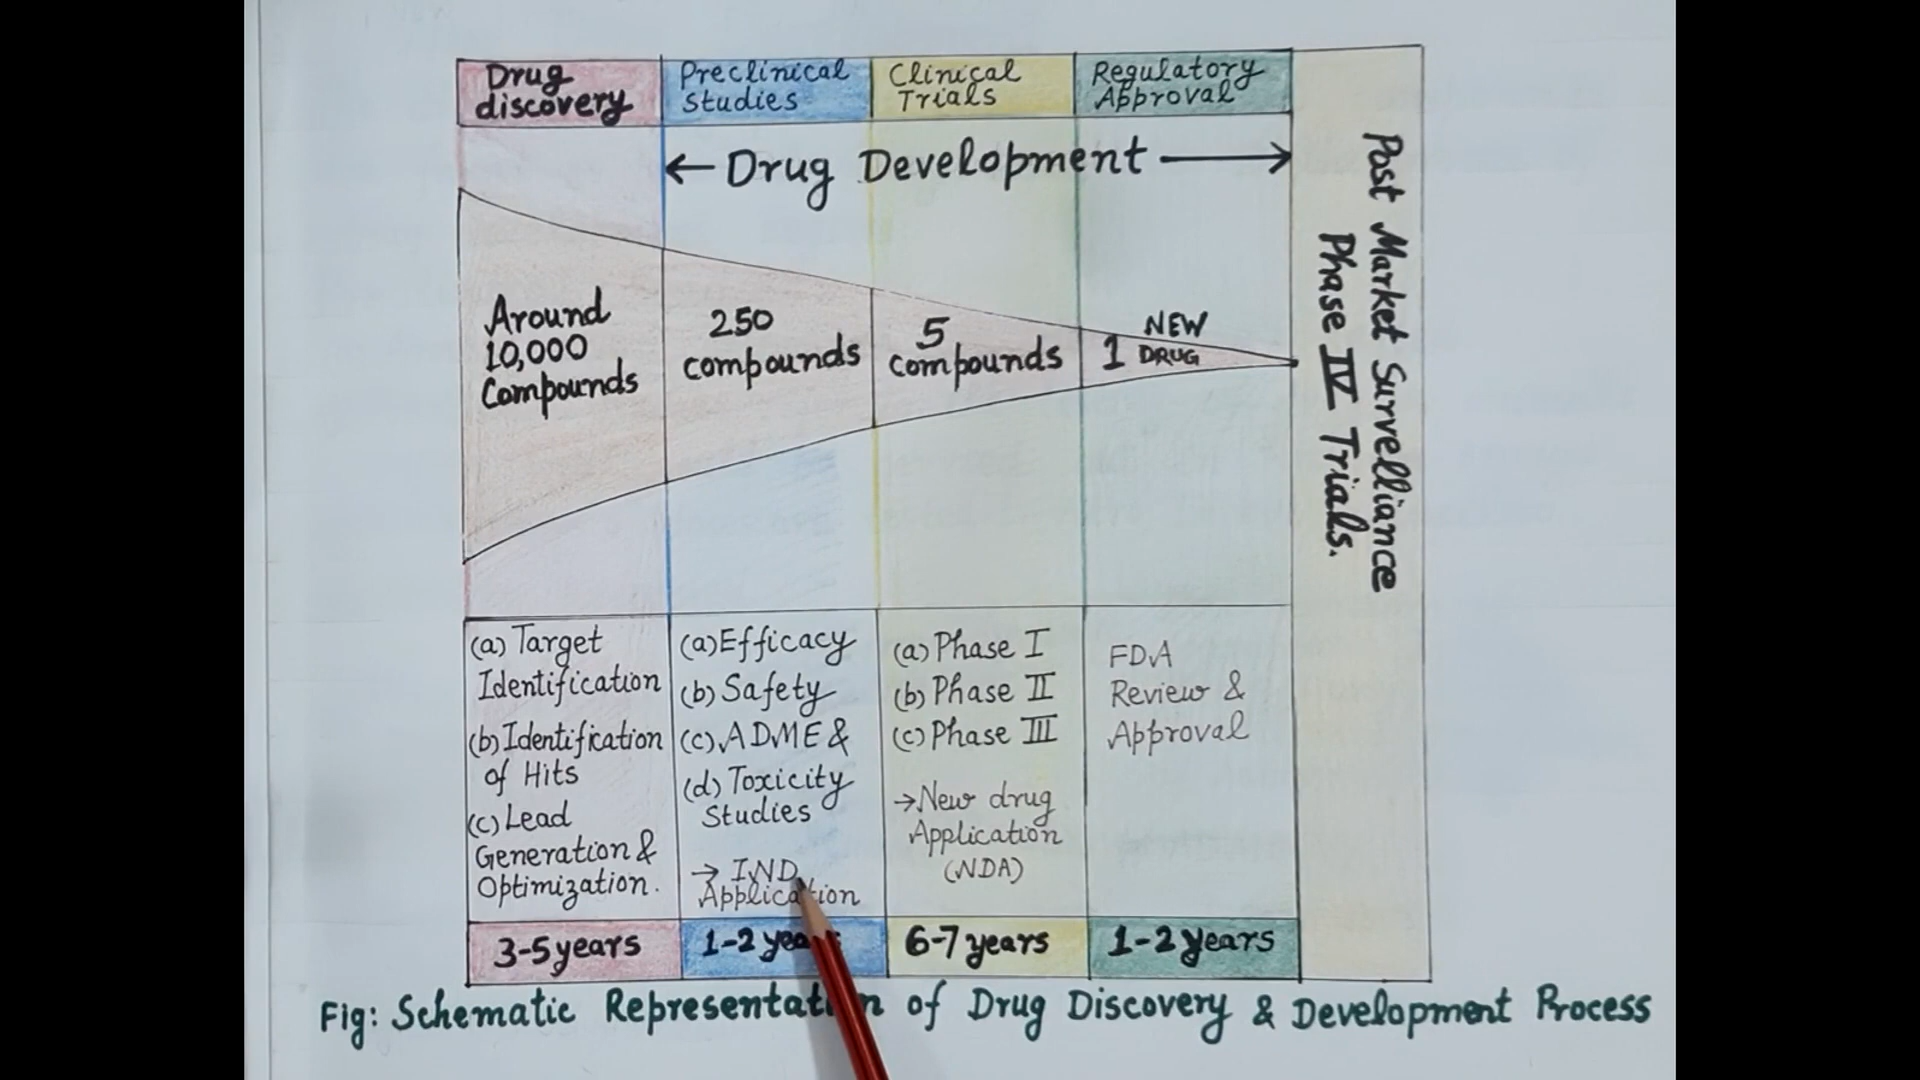 Drug
discovery
Preclinical
studies
Clinical
Trials
Regulatory
Approval
← Drug Development →
Around
10,000
Compounds
250
compounds
5
compounds
NEW
1 DRUG
Post Market Survelliance
Phase IV Trials.
(a) Target
Identification
(b) Identification
of Hits
(c) Lead
Generation &
Optimization.
(a) Efficacy
(b) Safety
(c) ADME &
(d) Toxicity
Studies
→ IND
Application
(a) Phase I
(b) Phase II
(c) Phase III
→ New drug
Application
(NDA)
FDA
Review &
Approval
3-5 years
1-2 years
6-7 years
1-2 years
Fig: Schematic Representation of Drug Discovery & Development Process